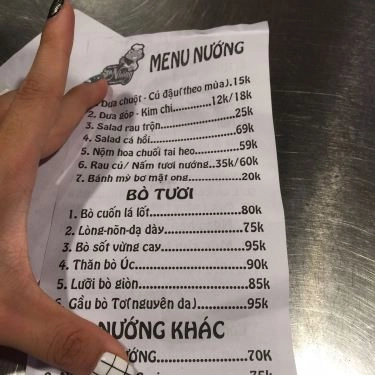 MENU NƯỚNG
Dưa chuột - Củ đậu(theo mùa).15k
2. Dưa góp - Kim chi............12k/18k
3. Salad rau trộn........................25k
4. Salad cá hồi............................69k
5. Nộm hoa chuối tai heo...........59k
6. Rau củ/ Nấm tươi nướng..35k/60k
7. Bánh mỳ bơ mật ong...............20k
BÒ TƯƠI
1. Bò cuốn lá lốt.........................80k
2. Lòng-nõn-dạ dày...................75k
3. Bò sốt vừng cay......................95k
4. Thăn bò Úc.............................90k
5. Lưỡi bò giòn...........................85k
6. Gầu bò Tơ(nguyên da)............95k
NƯỚNG KHÁC
ƯỚNG....................70K
75k